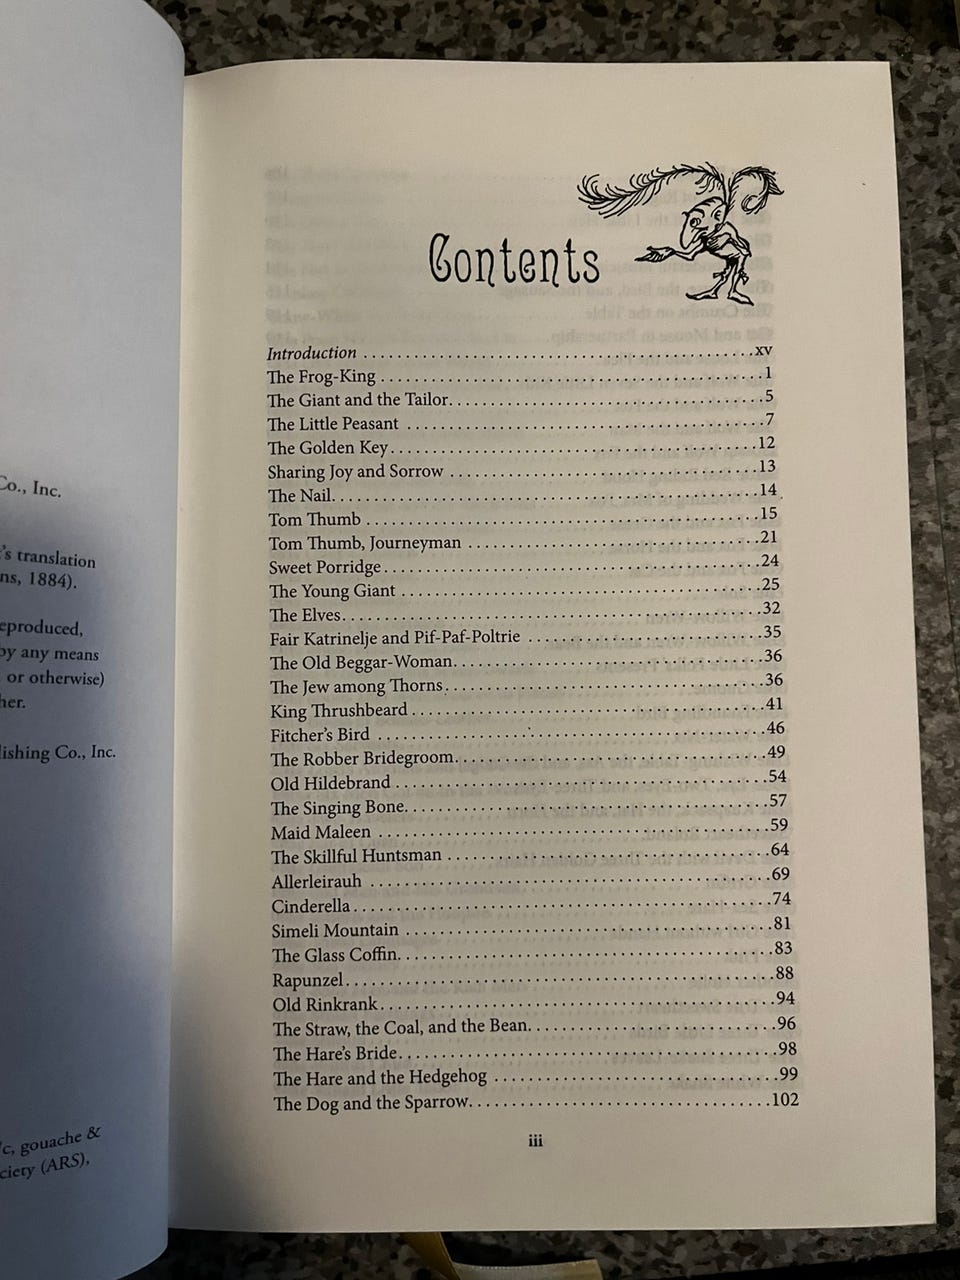 Co., Inc.
's translation
ns, 1884).
eproduced,
by any means
or otherwise)
her.
lishing Co., Inc.
c, gouache &
ciety (ARS),
Contents
Introduction . . . . . . . . . . xv
The Frog-King . . . . . . . . . . 1
The Giant and the Tailor. . . . . . . . . . 5
The Little Peasant . . . . . . . . . . 7
The Golden Key . . . . . . . . . . 12
Sharing Joy and Sorrow . . . . . . . . . . 13
The Nail. . . . . . . . . . 14
Tom Thumb . . . . . . . . . . 15
Tom Thumb, Journeyman . . . . . . . . . . 21
Sweet Porridge . . . . . . . . . . 24
The Young Giant . . . . . . . . . . 25
The Elves. . . . . . . . . . 32
Fair Katrinelje and Pif-Paf-Poltrie . . . . . . . . . . 35
The Old Beggar-Woman. . . . . . . . . . 36
The Jew among Thorns . . . . . . . . . . 36
King Thrushbeard . . . . . . . . . . 41
Fitcher's Bird . . . . . . . . . . 46
The Robber Bridegroom. . . . . . . . . . 49
Old Hildebrand . . . . . . . . . . 54
The Singing Bone. . . . . . . . . . 57
Maid Maleen . . . . . . . . . . 59
The Skillful Huntsman . . . . . . . . . . 64
Allerleirauh . . . . . . . . . . 69
Cinderella . . . . . . . . . . 74
Simeli Mountain . . . . . . . . . . 81
The Glass Coffin. . . . . . . . . . 83
Rapunzel . . . . . . . . . . 88
Old Rinkrank . . . . . . . . . . 94
The Straw, the Coal, and the Bean. . . . . . . . . . 96
The Hare's Bride. . . . . . . . . . 98
The Hare and the Hedgehog . . . . . . . . . . 99
The Dog and the Sparrow. . . . . . . . . . 102
iii